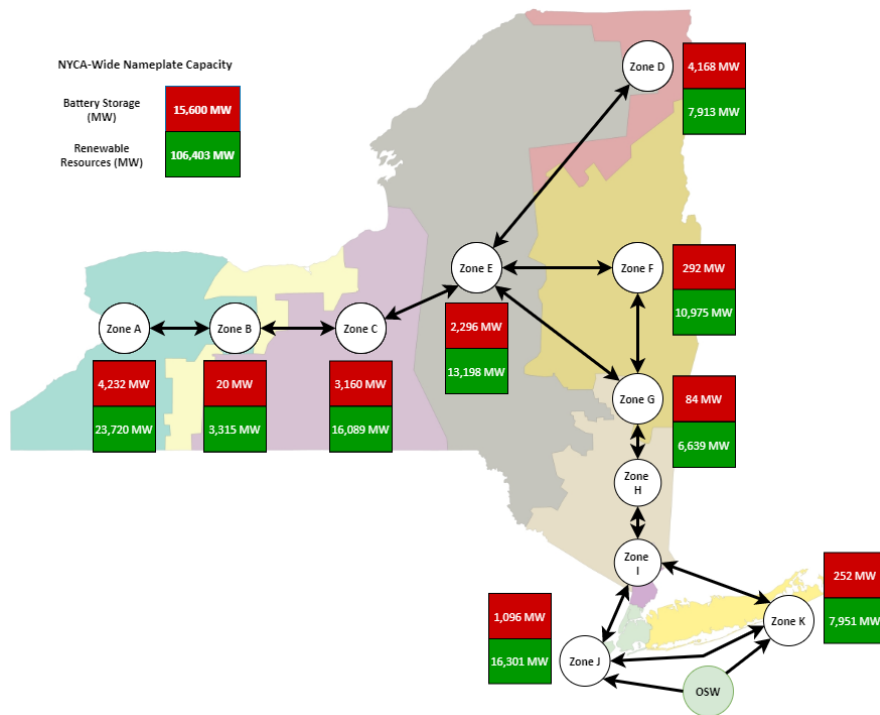 NYCA-Wide Nameplate Capacity
Battery Storage
(MW)
15,600 MW
Renewable
Resources (MW)
106,403 MW
Zone D
4,168 MW
7,913 MW
Zone E
2,296 MW
13,198 MW
Zone F
292 MW
10,975 MW
Zone A
4,232 MW
23,720 MW
Zone B
20 MW
3,315 MW
Zone C
3,160 MW
16,089 MW
Zone G
84 MW
6,639 MW
Zone
H
Zone
I
1,096 MW
16,301 MW
Zone J
Zone K
252 MW
7,951 MW
OSW